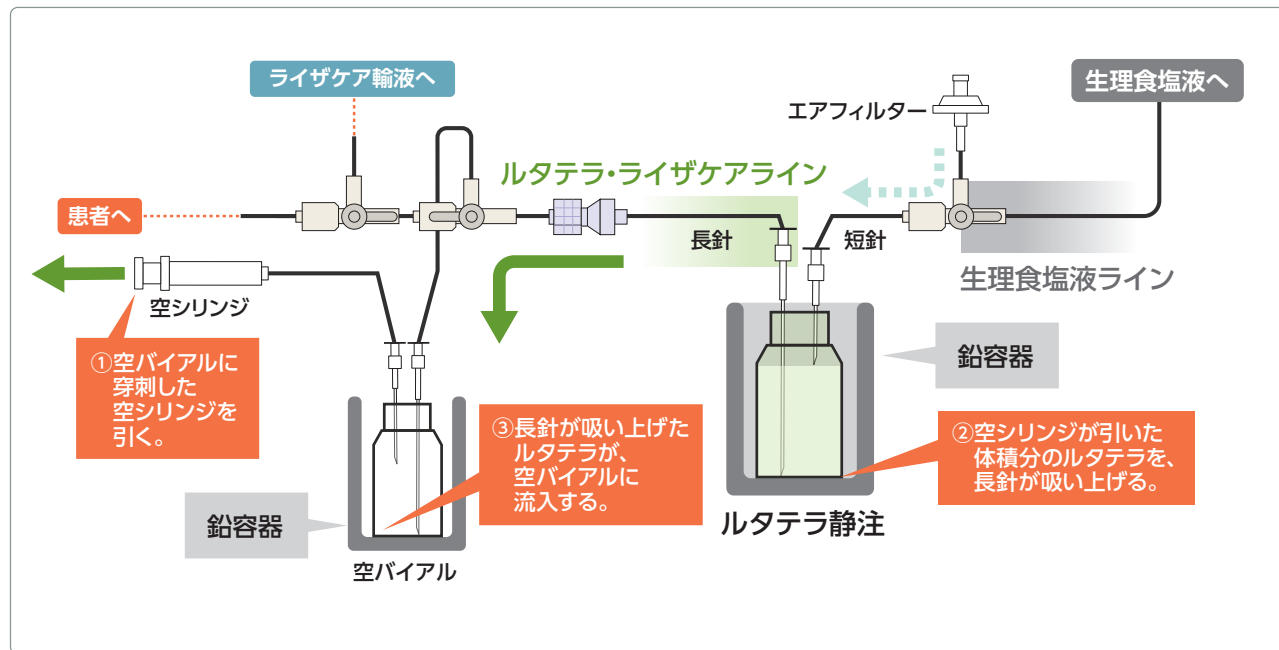 ライザケア輸液へ
生理食塩液へ
エアフィルター
ルタテラ・ライザケアライン
患者へ
長針
短針
生理食塩液ライン
空シリンジ
①空バイアルに
穿刺した
空シリンジを
引く。
鉛容器
③長針が吸い上げた
ルタテラが、
空バイアルに
流入する。
②空シリンジが引いた
体積分のルタテラを、
長針が吸い上げる。
鉛容器
ルタテラ静注
空バイアル